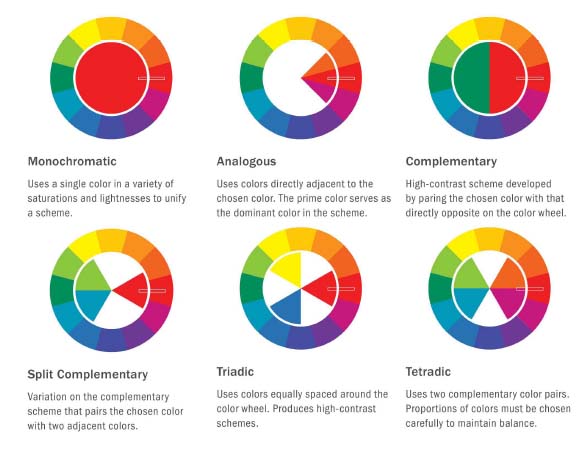 Monochromatic
Uses a single color in a variety of
saturations and lightnesses to unify
a scheme.
Analogous
Uses colors directly adjacent to the
chosen color. The prime color serves as
the dominant color in the scheme.
Complementary
High-contrast scheme developed
by paring the chosen color with that
directly opposite on the color wheel.
Split Complementary
Variation on the complementary
scheme that pairs the chosen color
with two adjacent colors.
Triadic
Uses colors equally spaced around the
color wheel. Produces high-contrast
schemes.
Tetradic
Uses two complementary color pairs.
Proportions of colors must be chosen
carefully to maintain balance.